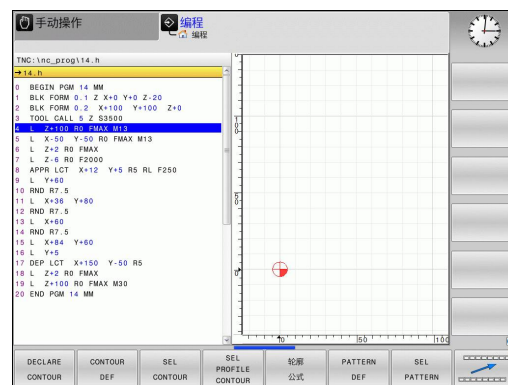 手动操作
编程
编程
TNC:\nc_prog\14.h
→14.h
0 BEGIN PGM 14 MM
1 BLK FORM 0.1 Z X+0 Y+0 Z-20
2 BLK FORM 0.2 X+100 Y+100 Z+0
3 TOOL CALL 5 Z S3500
4 L Z+100 R0 FMAX M13
5 L X-50 Y-50 R0 FMAX M13
6 L Z+2 R0 FMAX
7 L Z-6 R0 F2000
8 APPR LCT X+12 Y+5 R5 RL F250
9 L Y+60
10 RND R7.5
11 L X+36 Y+80
12 RND R7.5
13 L X+60
14 RND R7.5
15 L X+84 Y+60
16 L Y+5
17 DEP LCT X+150 Y-50 R5
18 L Z+2 R0 FMAX
19 L Z+100 R0 FMAX M30
20 END PGM 14 MM
100
50
0
0
50
100
DECLARE CONTOUR
CONTOUR DEF
SEL CONTOUR
SEL PROFILE CONTOUR
轮廓 公式
PATTERN DEF
SEL PATTERN